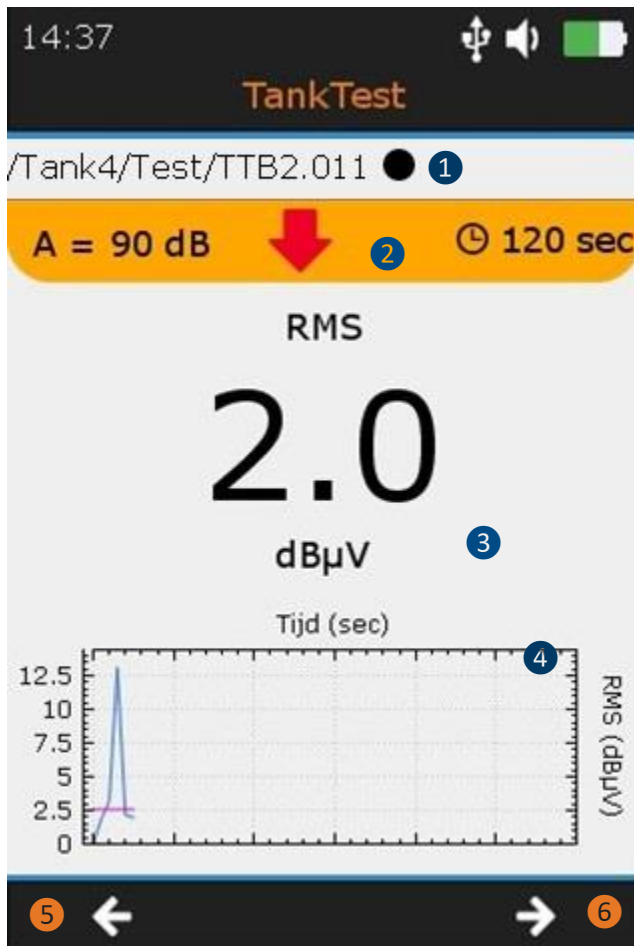 14:37
TankTest
/Tank4/Test/TTB2.011 1
A = 90 dB 2 120 sec
RMS
2.0
dBµV 3
Tijd (sec)
4
12.5
10
7.5
5
2.5
0
RMS (dBµV)
5 6